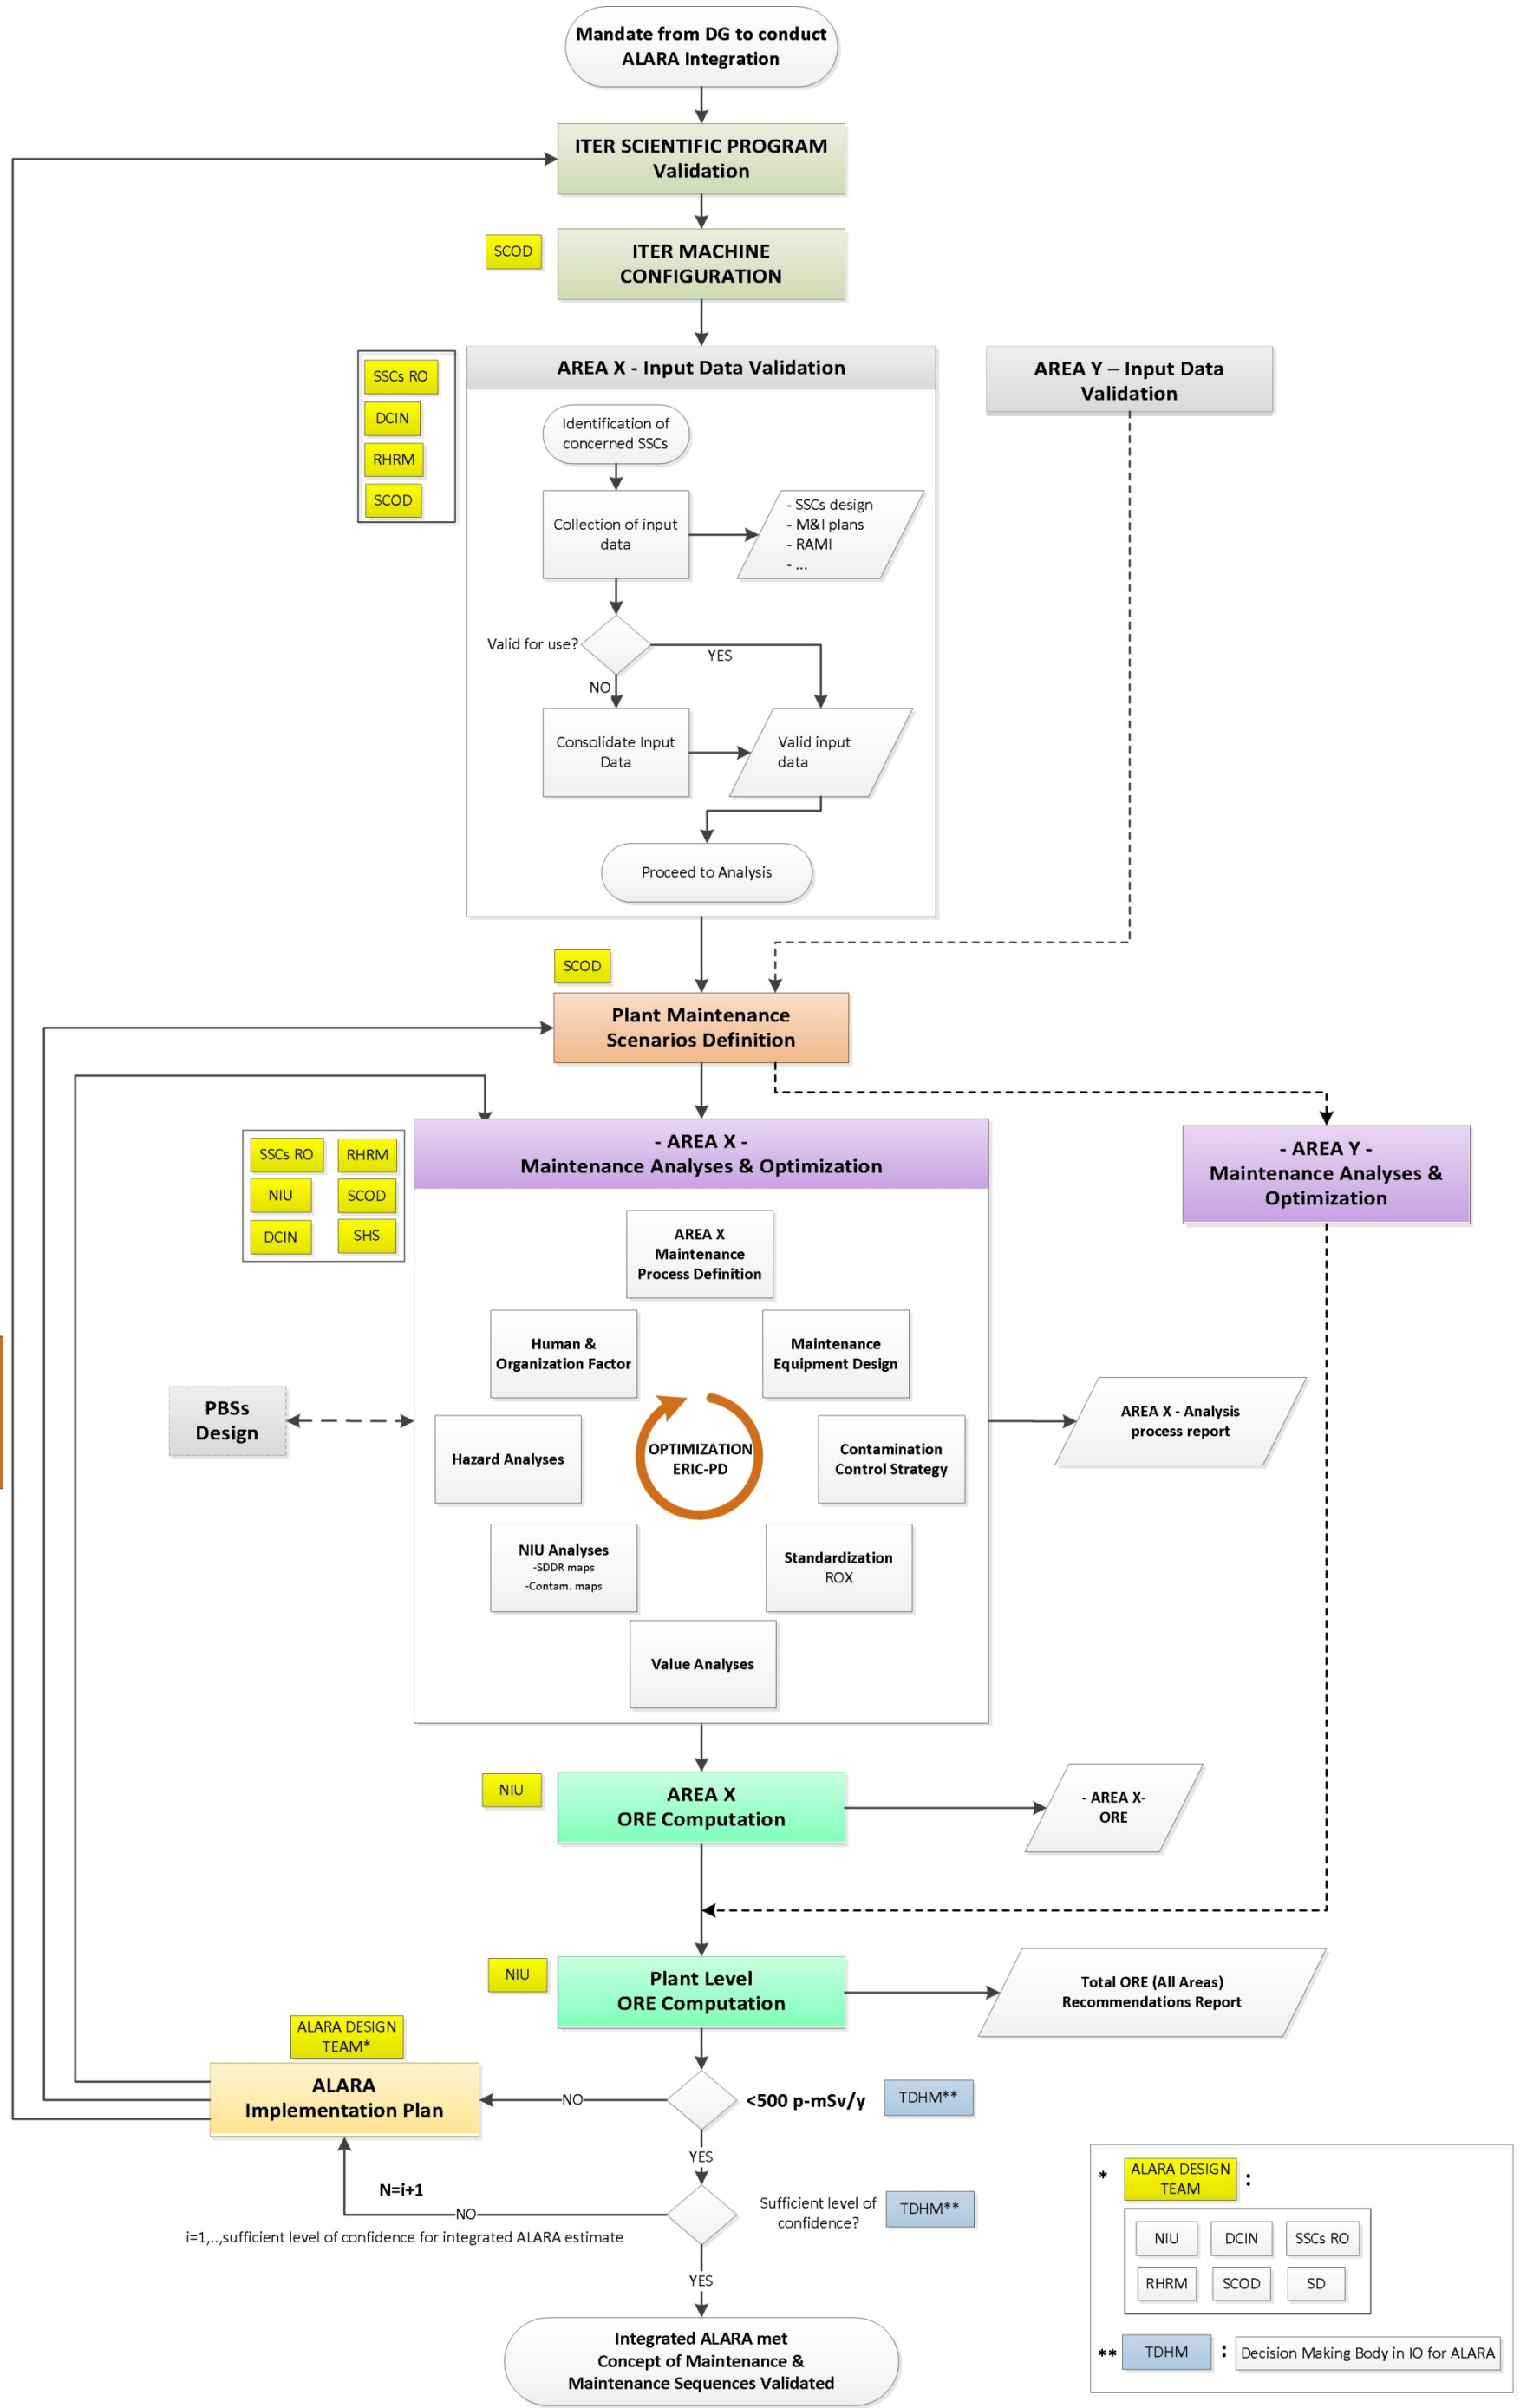 Mandate from DG to conduct
ALARA Integration
ITER SCIENTIFIC PROGRAM
Validation
SCOD
ITER MACHINE
CONFIGURATION
SSCs RO
DCIN
RHRM
SCOD
AREA X - Input Data Validation
Identification of
concerned SSCs
Collection of input
data
- SSCs design
- M&I plans
- RAMI
- ...
Valid for use?
YES
NO
Consolidate Input
Data
Valid input
data
Proceed to Analysis
AREA Y – Input Data
Validation
SCOD
Plant Maintenance
Scenarios Definition
SSCs RO
RHRM
NIU
SCOD
DCIN
SHS
- AREA X -
Maintenance Analyses & Optimization
AREA X
Maintenance
Process Definition
Human &
Organization Factor
Maintenance
Equipment Design
Hazard Analyses
OPTIMIZATION
ERIC-PD
Contamination
Control Strategy
NIU Analyses
-SDDR maps
-Contam. maps
Standardization
ROX
Value Analyses
- AREA Y -
Maintenance Analyses &
Optimization
PBSs
Design
AREA X - Analysis
process report
NIU
AREA X
ORE Computation
- AREA X-
ORE
NIU
Plant Level
ORE Computation
Total ORE (All Areas)
Recommendations Report
ALARA DESIGN
TEAM*
ALARA
Implementation Plan
NO
<500 p-mSv/y
TDHM**
YES
N=i+1
NO
Sufficient level of
confidence?
TDHM**
i=1,..,sufficient level of confidence for integrated ALARA estimate
YES
Integrated ALARA met
Concept of Maintenance &
Maintenance Sequences Validated
* ALARA DESIGN
TEAM :
NIU DCIN SSCs RO
RHRM SCOD SD
** TDHM : Decision Making Body in IO for ALARA